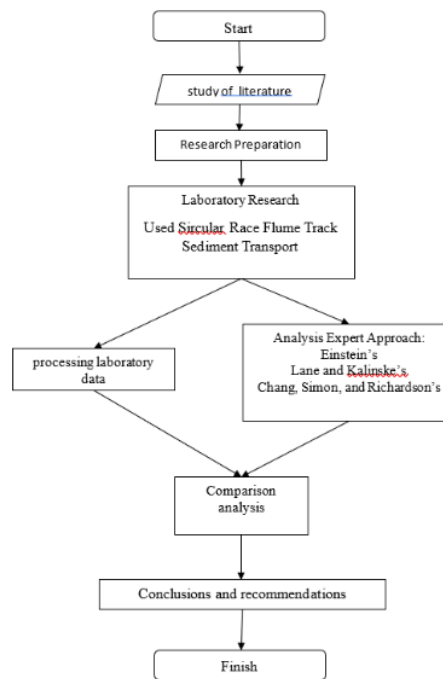 Start
study of literature
Research Preparation
Laboratory Research
Used Sircular Race Flume Track
Sediment Transport
processing laboratory
data
Analysis Expert Approach:
Einstein's
Lane and Kalinske's
Chang, Simon, and Richardson's
Comparison
analysis
Conclusions and recommendations
Finish